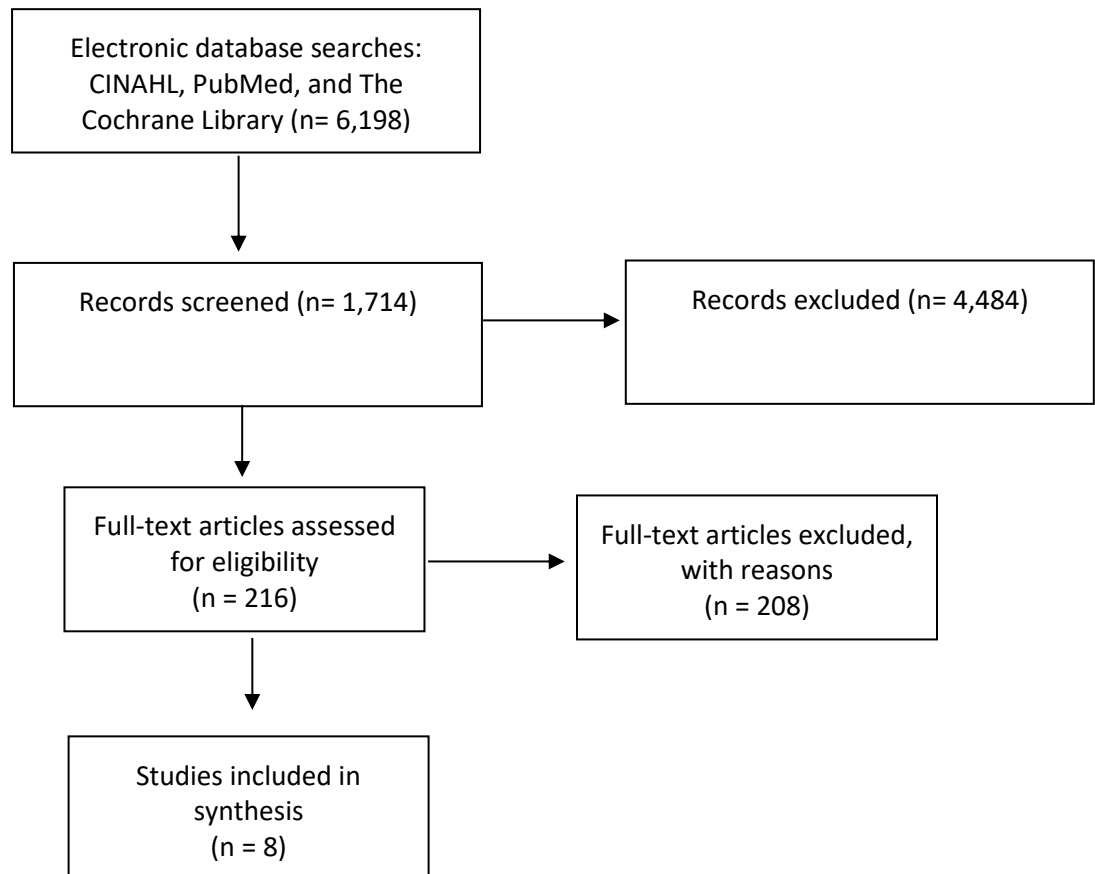 Electronic database searches:
CINAHL, PubMed, and The
Cochrane Library (n= 6,198)
Records screened (n= 1,714)
Records excluded (n= 4,484)
Full-text articles assessed
for eligibility
(n = 216)
Full-text articles excluded,
with reasons
(n = 208)
Studies included in
synthesis
(n = 8)